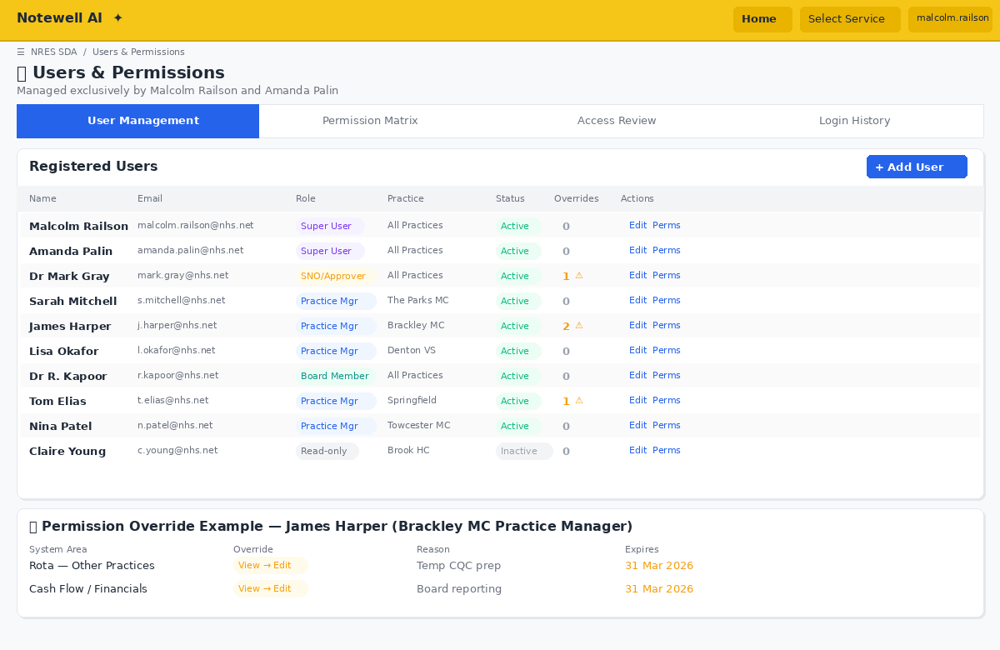 Notewell AI ✦ Home Select Service malcolm.railson
☰ NRES SDA / Users & Permissions
Users & Permissions
Managed exclusively by Malcolm Railson and Amanda Palin
User Management Permission Matrix Access Review Login History
Registered Users + Add User
Name Email Role Practice Status Overrides Actions
Malcolm Railson malcolm.railson@nhs.net Super User All Practices Active 0 Edit Perms
Amanda Palin amanda.palin@nhs.net Super User All Practices Active 0 Edit Perms
Dr Mark Gray mark.gray@nhs.net SNO/Approver All Practices Active 1 ⚠ Edit Perms
Sarah Mitchell s.mitchell@nhs.net Practice Mgr The Parks MC Active 0 Edit Perms
James Harper j.harper@nhs.net Practice Mgr Brackley MC Active 2 ⚠ Edit Perms
Lisa Okafor l.okafor@nhs.net Practice Mgr Denton VS Active 0 Edit Perms
Dr R. Kapoor r.kapoor@nhs.net Board Member All Practices Active 0 Edit Perms
Tom Elias t.elias@nhs.net Practice Mgr Springfield Active 1 ⚠ Edit Perms
Nina Patel n.patel@nhs.net Practice Mgr Towcester MC Active 0 Edit Perms
Claire Young c.young@nhs.net Read-only Brook HC Inactive 0 Edit Perms
Permission Override Example — James Harper (Brackley MC Practice Manager)
System Area Override Reason Expires
Rota — Other Practices View → Edit Temp CQC prep 31 Mar 2026
Cash Flow / Financials View → Edit Board reporting 31 Mar 2026